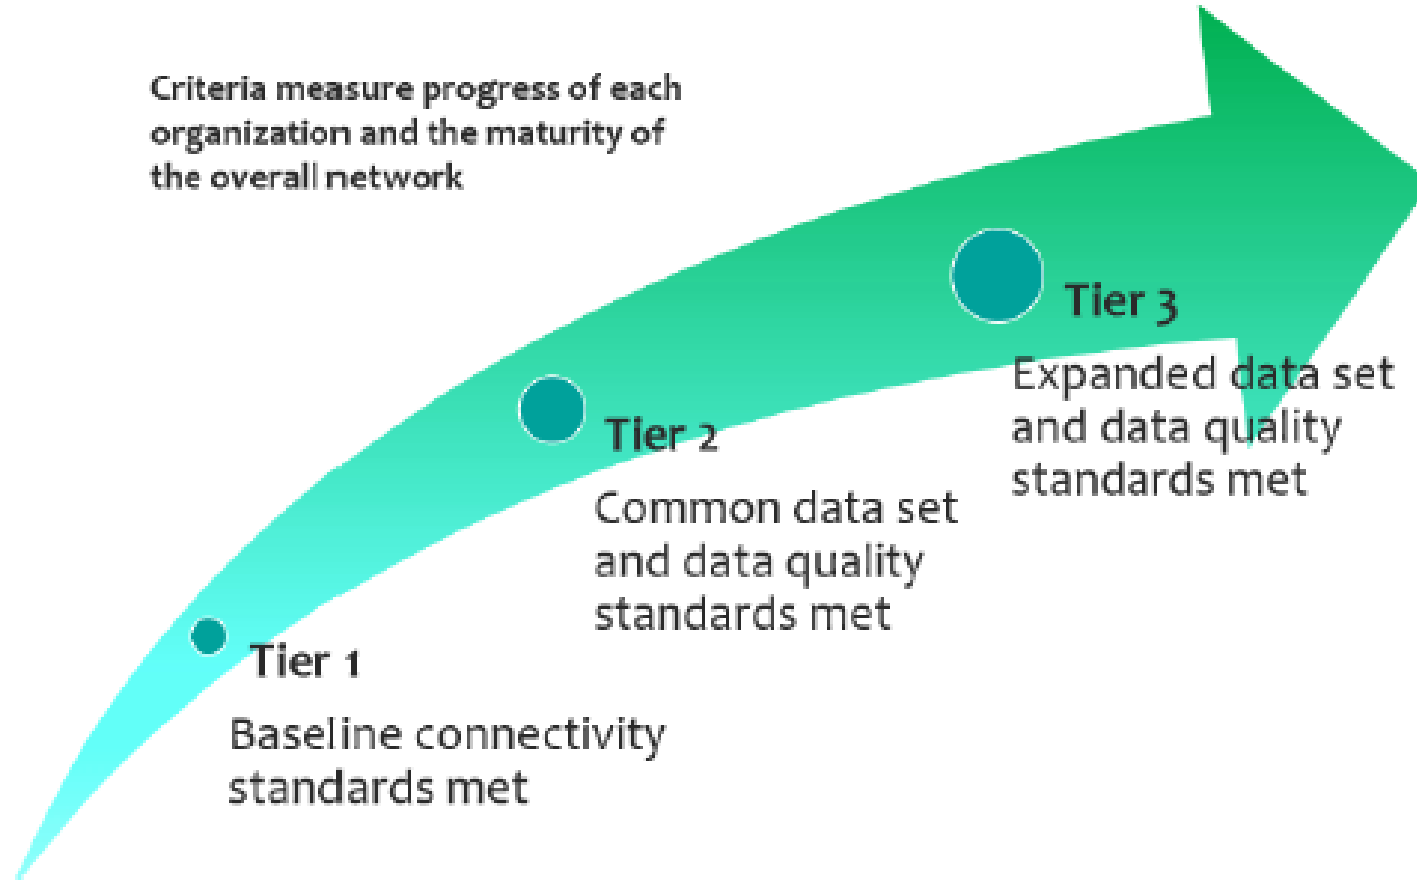 Criteria measure progress of each
organization and the maturity of
the overall network
Tier 1
Baseline connectivity
standards met
Tier 2
Common data set
and data quality
standards met
Tier 3
Expanded data set
and data quality
standards met